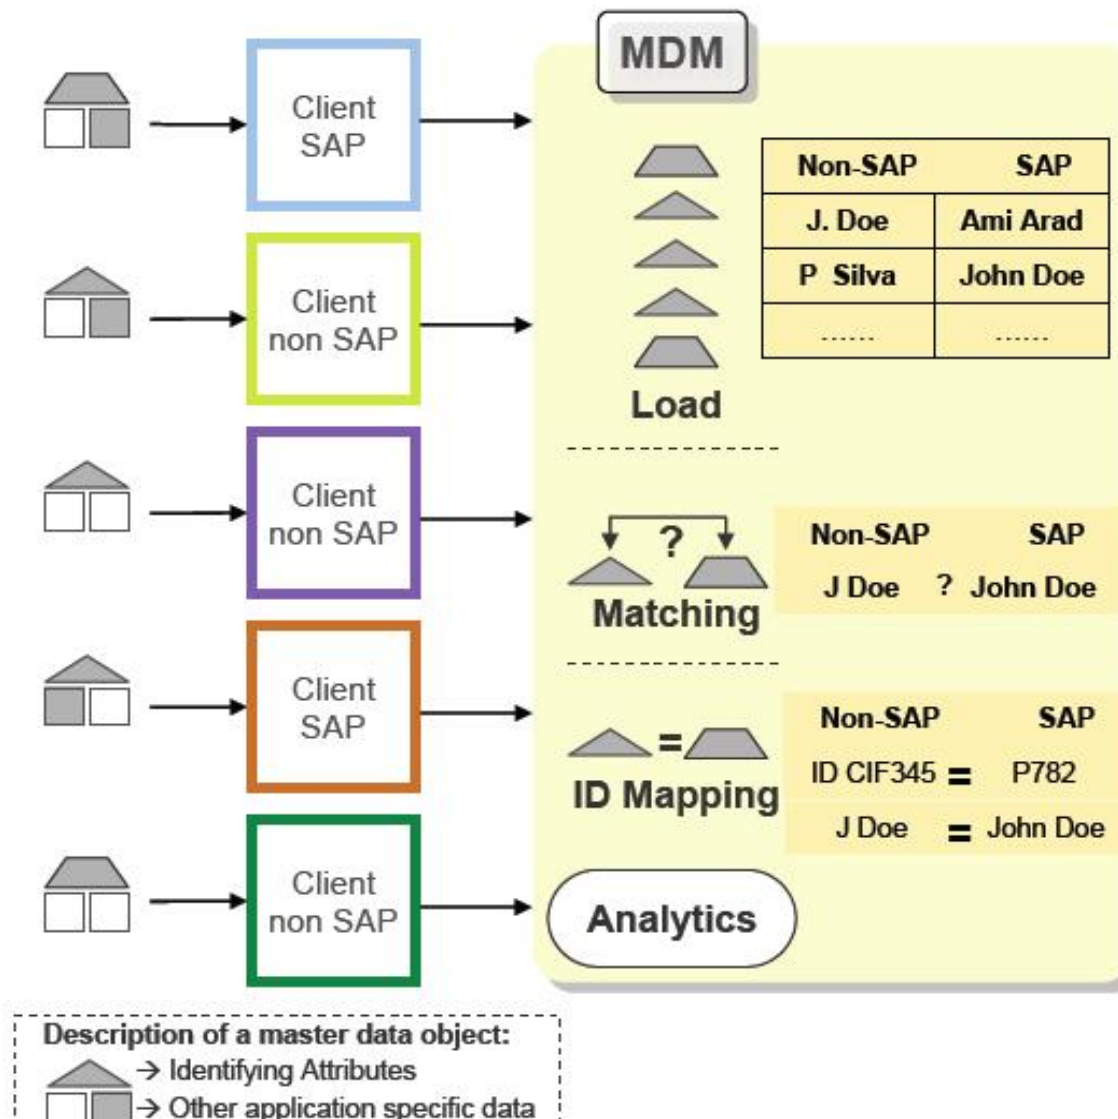 MDM
Client
SAP
Client
non SAP
Client
non SAP
Client
SAP
Client
non SAP
Non-SAP SAP
J. Doe Ami Arad
P Silva John Doe
...... ......
Load
?
Matching
Non-SAP SAP
J Doe ? John Doe
=
ID Mapping
Non-SAP SAP
ID CIF345 = P782
J Doe = John Doe
Analytics
Description of a master data object:
→ Identifying Attributes
→ Other application specific data